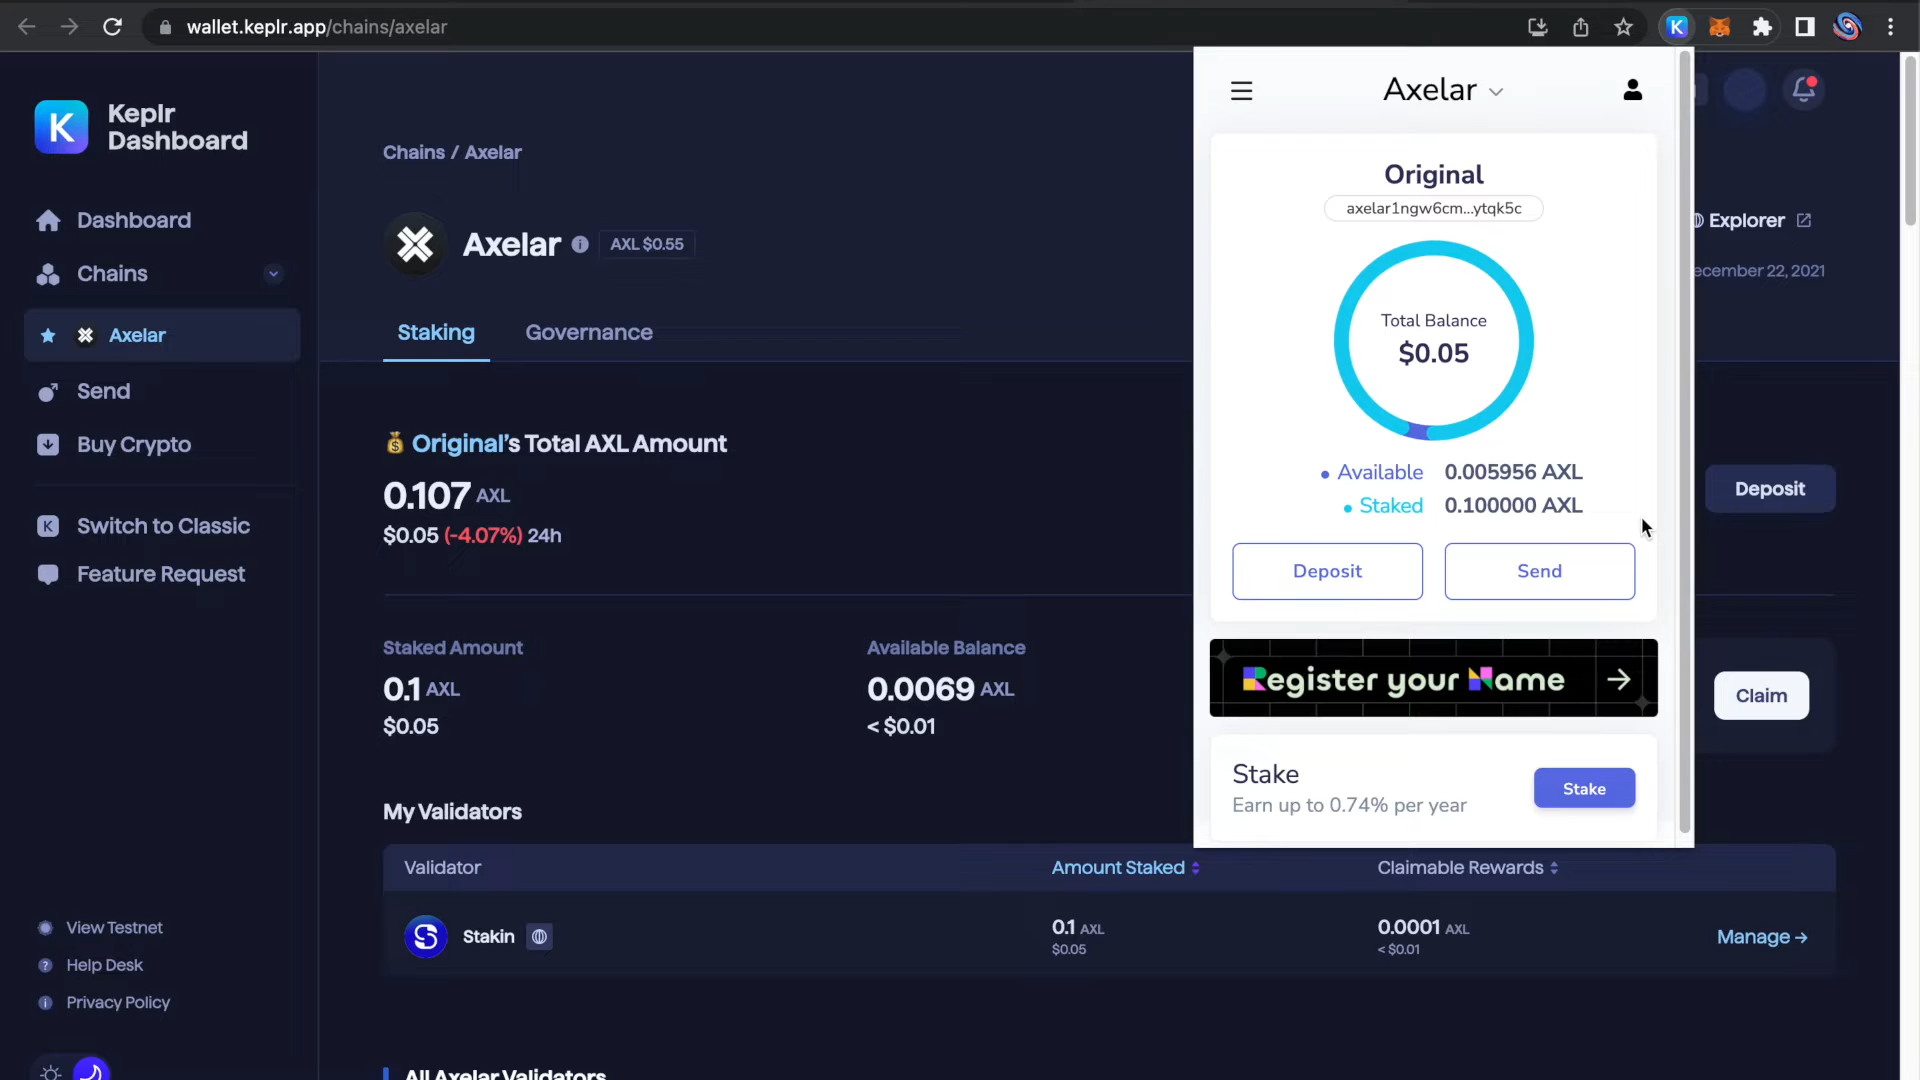 wallet.keplr.app/chains/axelar
Keplr
Dashboard
Dashboard
Chains
Axelar
Send
Buy Crypto
Switch to Classic
Feature Request
View Testnet
Help Desk
Privacy Policy
Chains / Axelar
Axelar AXL $0.55
Staking Governance
Original's Total AXL Amount
0.107 AXL
$0.05 (-4.07%) 24h
Staked Amount Available Balance
0.1 AXL 0.0069 AXL
$0.05 < $0.01
My Validators
Validator Amount Staked Claimable Rewards
Stakin 0.1 AXL 0.0001 AXL Manage →
$0.05 < $0.01
All Axelar Validators
Explorer
ecember 22, 2021
Deposit
Claim
Axelar
Original
axelar1ngw6cm...ytqk5c
Total Balance
$0.05
Available 0.005956 AXL
Staked 0.100000 AXL
Deposit Send
Register your Name →
Stake
Earn up to 0.74% per year
Stake